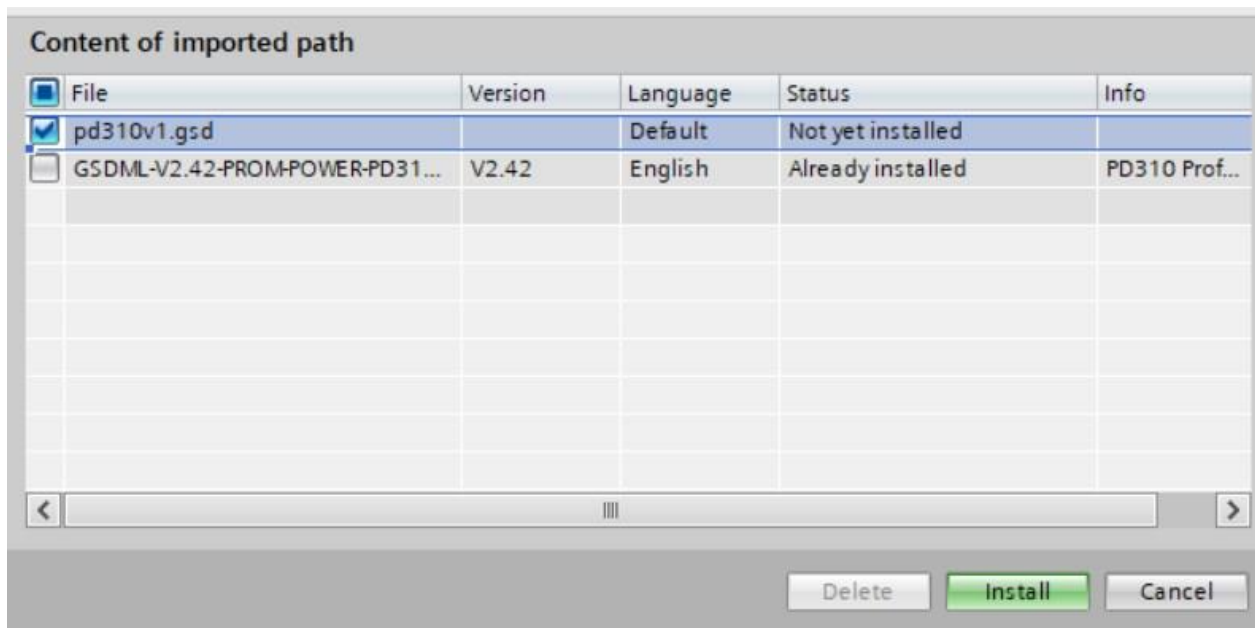 Content of imported path
File Version Language Status Info
pd310v1.gsd Default Not yet installed
GSDML-V2.42-PROM-POWER-PD31... V2.42 English Already installed PD310 Prof...
Delete Install Cancel